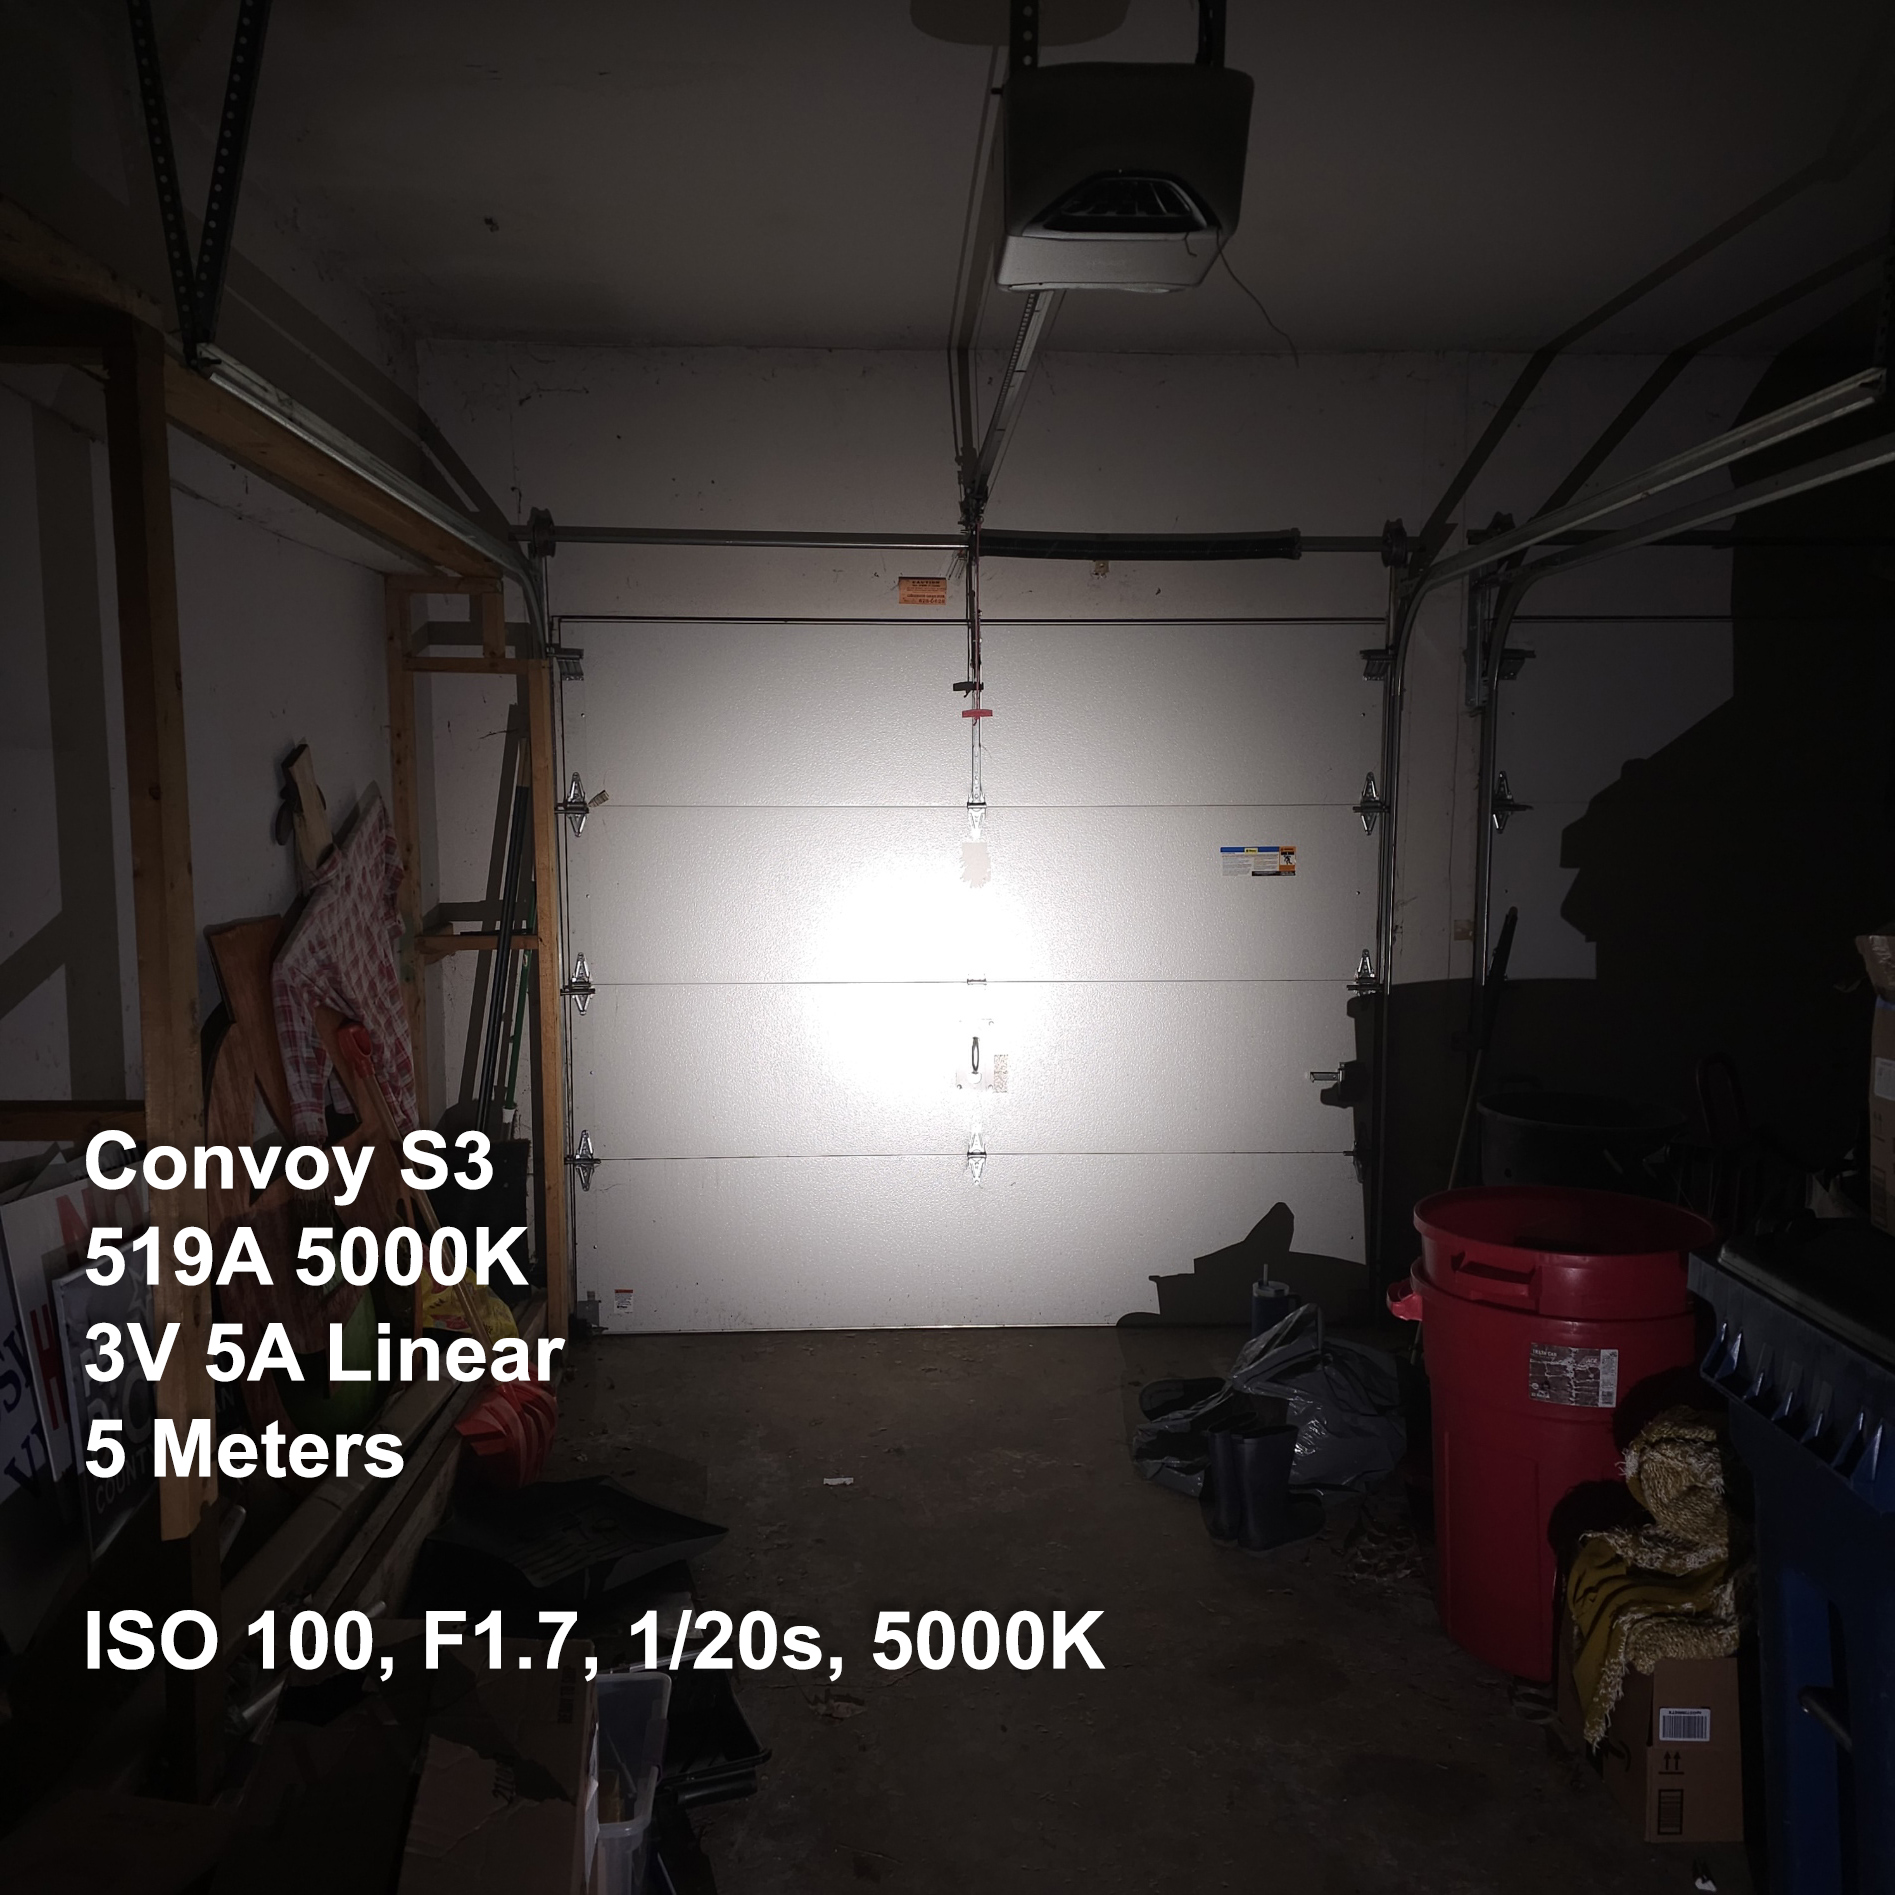 Convoy S3
519A 5000K
3V 5A Linear
5 Meters
ISO 100, F1.7, 1/20s, 5000K